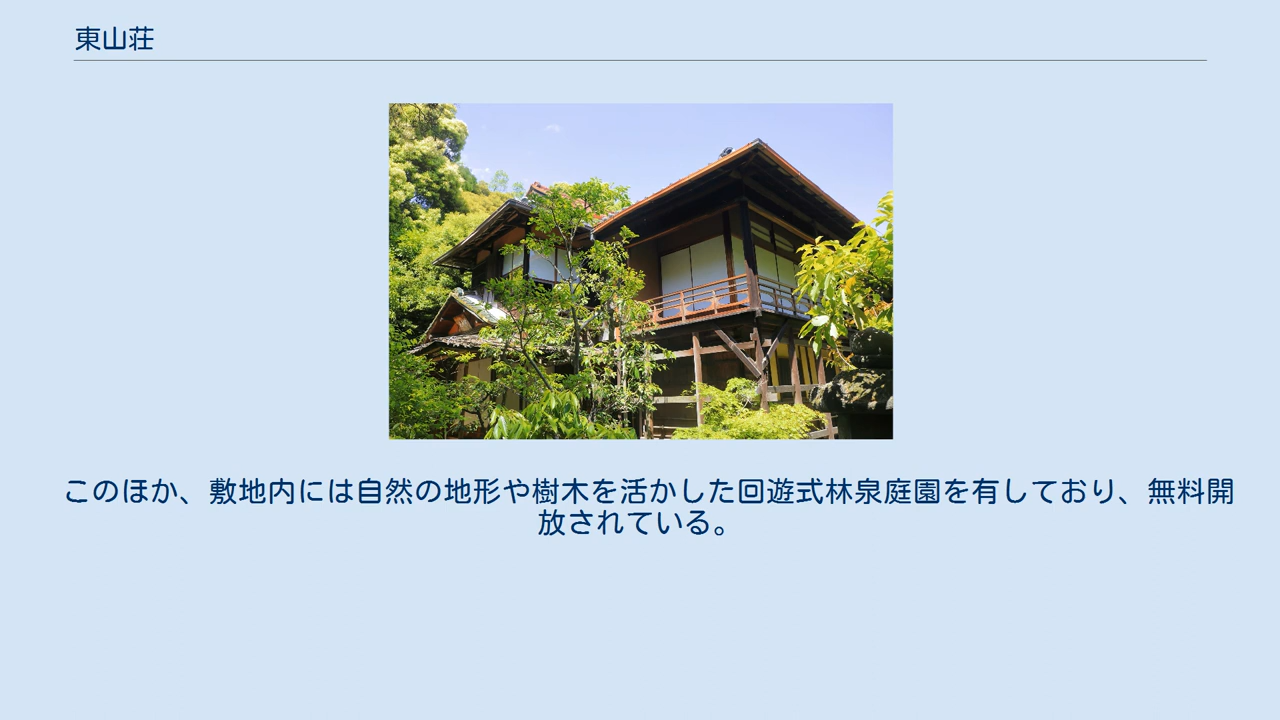 東山荘
このほか、敷地内には自然の地形や樹木を活かした回遊式林泉庭園を有しており、無料開
放されている。